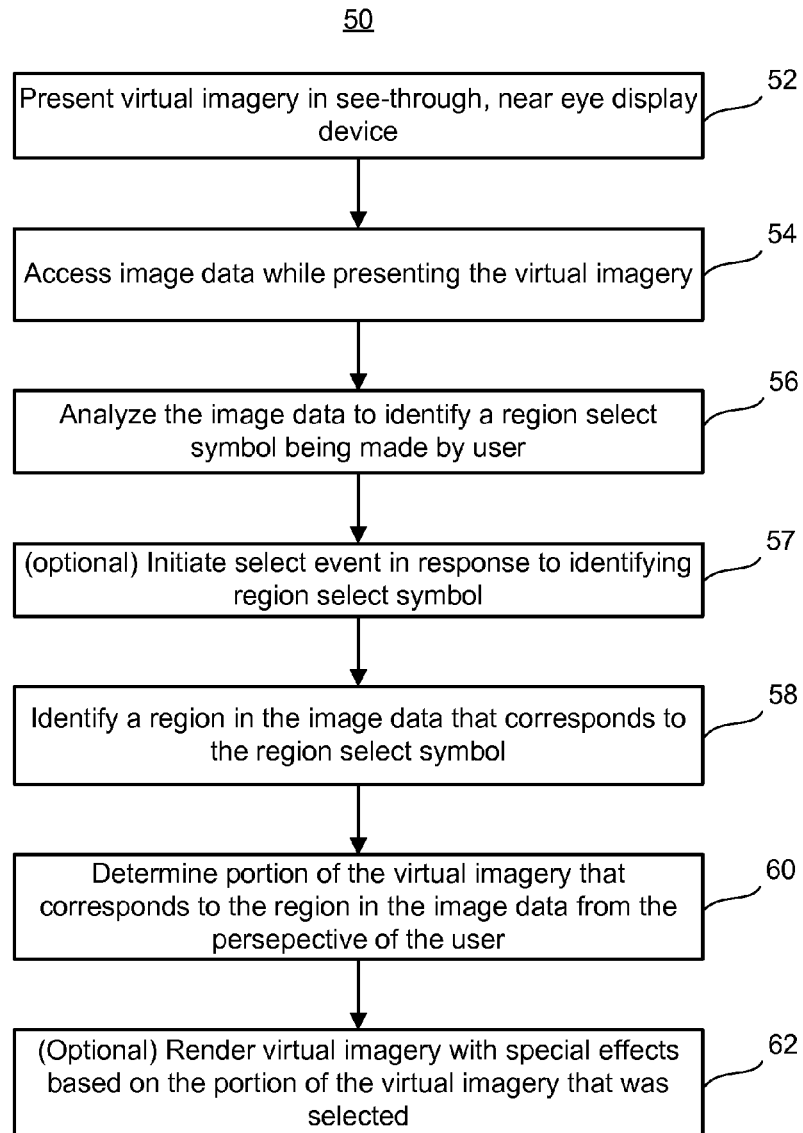 50
Present virtual imagery in see-through, near eye display
device
52
Access image data while presenting the virtual imagery
54
Analyze the image data to identify a region select
symbol being made by user
56
(optional) Initiate select event in response to identifying
region select symbol
57
Identify a region in the image data that corresponds to
the region select symbol
58
Determine portion of the virtual imagery that
corresponds to the region in the image data from the
persepective of the user
60
(Optional) Render virtual imagery with special effects
based on the portion of the virtual imagery that was
selected
62